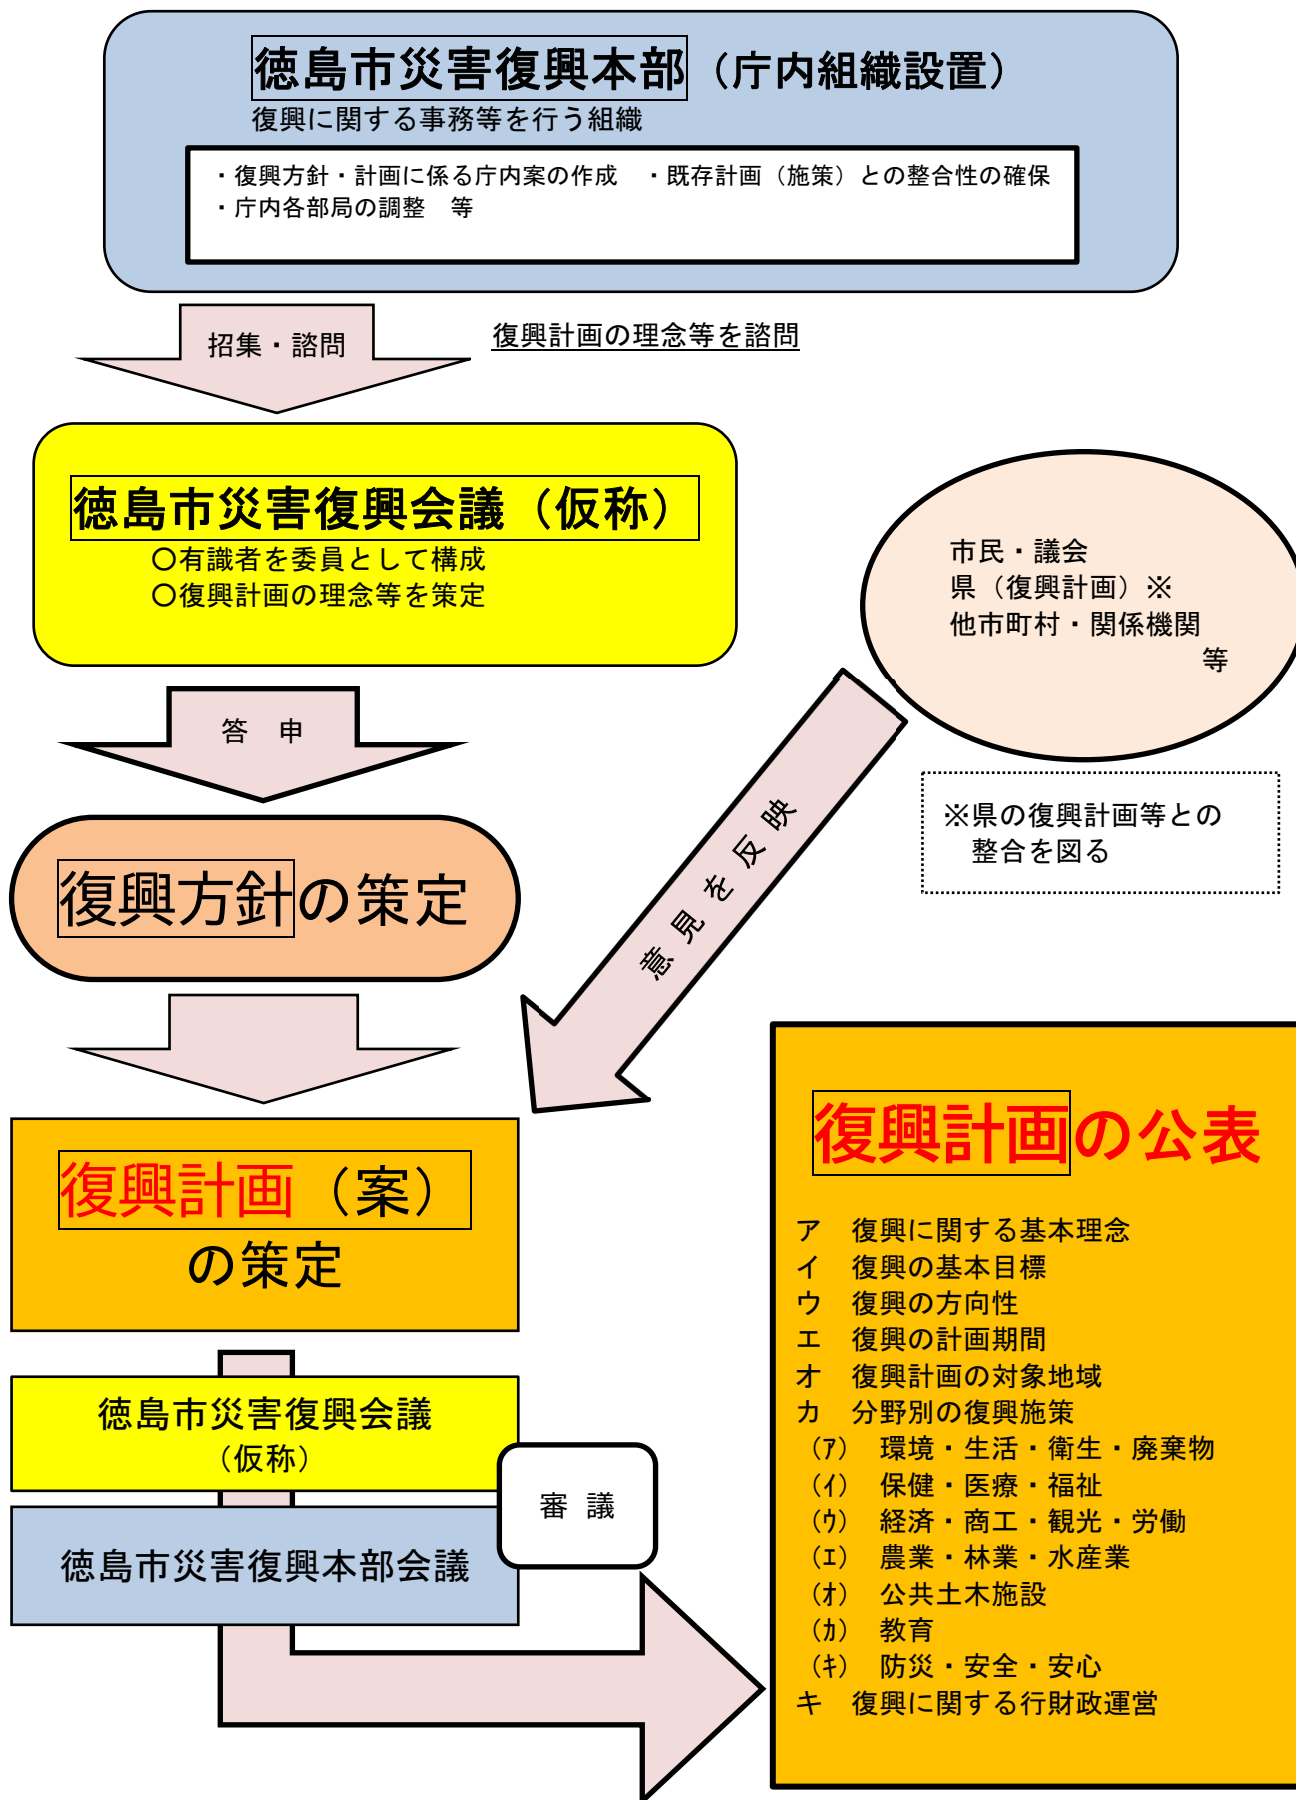 徳島市災害復興本部（庁内組織設置）
復興に関する事務等を行う組織
・復興方針・計画に係る庁内案の作成　・既存計画（施策）との整合性の確保
・庁内各部局の調整　等
招集・諮問
復興計画の理念等を諮問
徳島市災害復興会議（仮称）
〇有識者を委員として構成
〇復興計画の理念等を策定
市民・議会
県（復興計画）※
他市町村・関係機関
等
答　申
※県の復興計画等との
整合を図る
意見を反映
復興方針の策定
復興計画（案）
の策定
徳島市災害復興会議
（仮称）
審　議
徳島市災害復興本部会議
復興計画の公表
ア　復興に関する基本理念
イ　復興の基本目標
ウ　復興の方向性
エ　復興の計画期間
オ　復興計画の対象地域
カ　分野別の復興施策
(ｱ)　環境・生活・衛生・廃棄物
(ｲ)　保健・医療・福祉
(ｳ)　経済・商工・観光・労働
(ｴ)　農業・林業・水産業
(ｵ)　公共土木施設
(ｶ)　教育
(ｷ)　防災・安全・安心
キ　復興に関する行財政運営